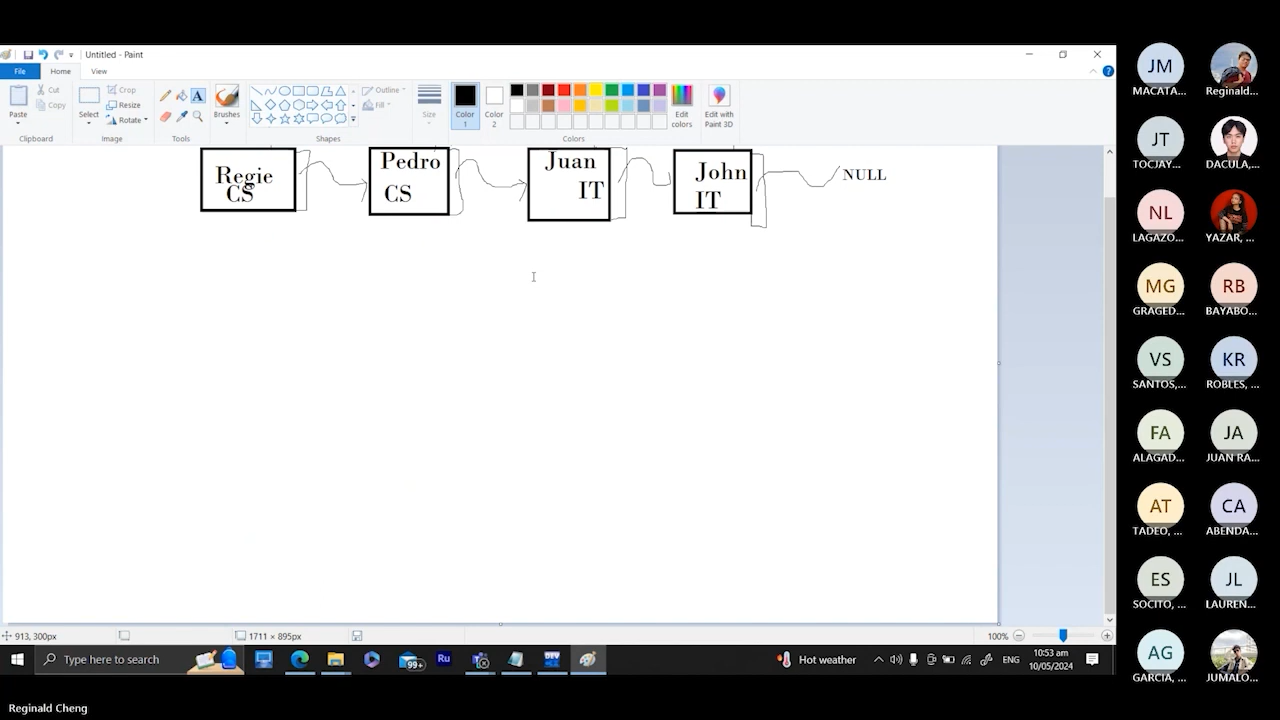 Untitled - Paint
File
Home
View
Paste
Cut
Copy
Clipboard
Select
Crop
Resize
Rotate
Image
A
Tools
Brushes
Outline
Fill
Shapes
Size
Color
1
Color
2
Edit
colors
Colors
Edit with
Paint 3D
Regie
CS
Pedro
CS
Juan
IT
John
IT
NULL
913, 300px
1711 × 895px
100%
Type here to search
99+
Ru
DEV
Hot weather
ENG
10:53 am
10/05/2024
JM
MACATA...
Reginald...
JT
TOCJAY...
DACULA,...
NL
LAGAZO...
YAZAR, ...
MG
GRAGED...
RB
BAYABO...
VS
SANTOS,...
KR
ROBLES, ...
FA
ALAGAD...
JA
JUAN RA...
AT
TADEO, ...
CA
ABENDA...
ES
SOCITO, ...
JL
LAUREN...
AG
GARCIA, ...
JUMALO...
Reginald Cheng